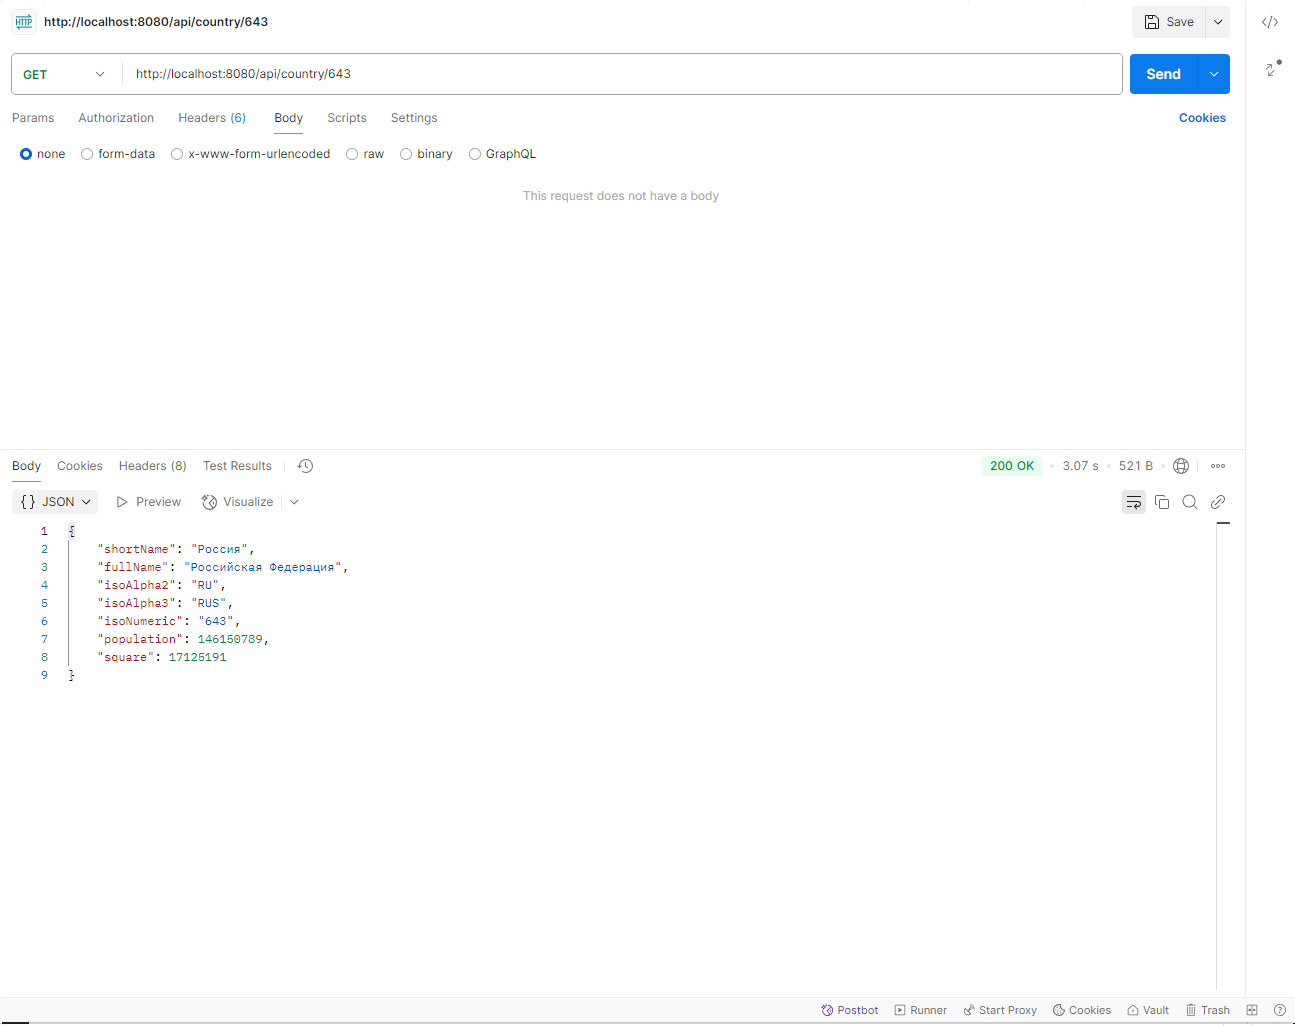 HTTP http://localhost:8080/api/country/643 Save
GET http://localhost:8080/api/country/643 Send
Params Authorization Headers (6) Body Scripts Settings Cookies
none form-data x-www-form-urlencoded raw binary GraphQL
This request does not have a body
Body Cookies Headers (8) Test Results 200 OK • 3.07 s • 521 B
{} JSON Preview Visualize
1 {
2 "shortName": "Россия",
3 "fullName": "Российская Федерация",
4 "isoAlpha2": "RU",
5 "isoAlpha3": "RUS",
6 "isoNumeric": "643",
7 "population": 146150789,
8 "square": 17125191
9 }
Postbot Runner Start Proxy Cookies Vault Trash